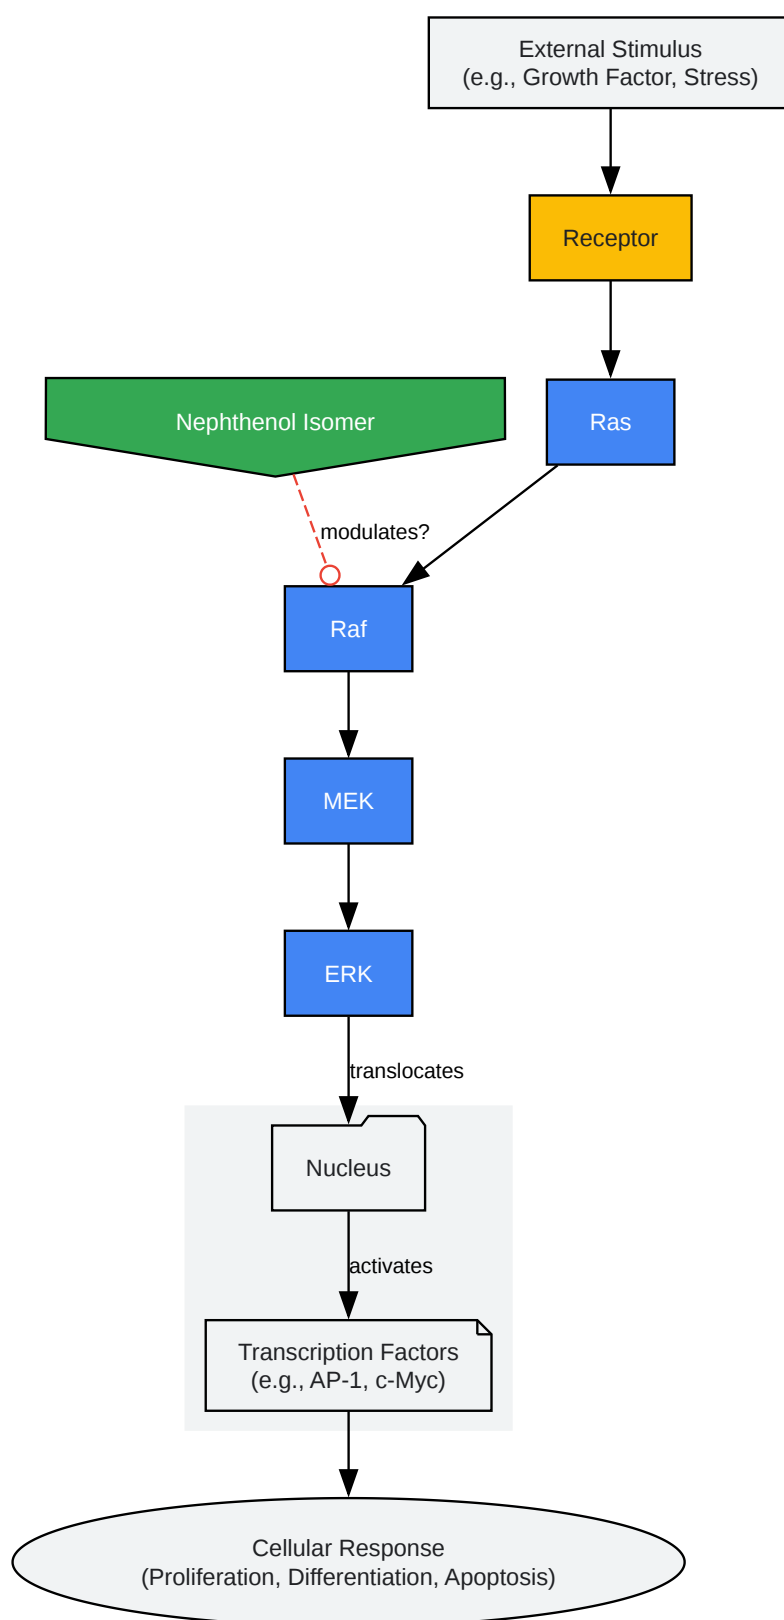 External Stimulus
(e.g., Growth Factor, Stress)
Receptor
Nephthenol Isomer
Ras
modulates?
Raf
MEK
ERK
translocates
Nucleus
activates
Transcription Factors
(e.g., AP-1, c-Myc)
Cellular Response
(Proliferation, Differentiation, Apoptosis)